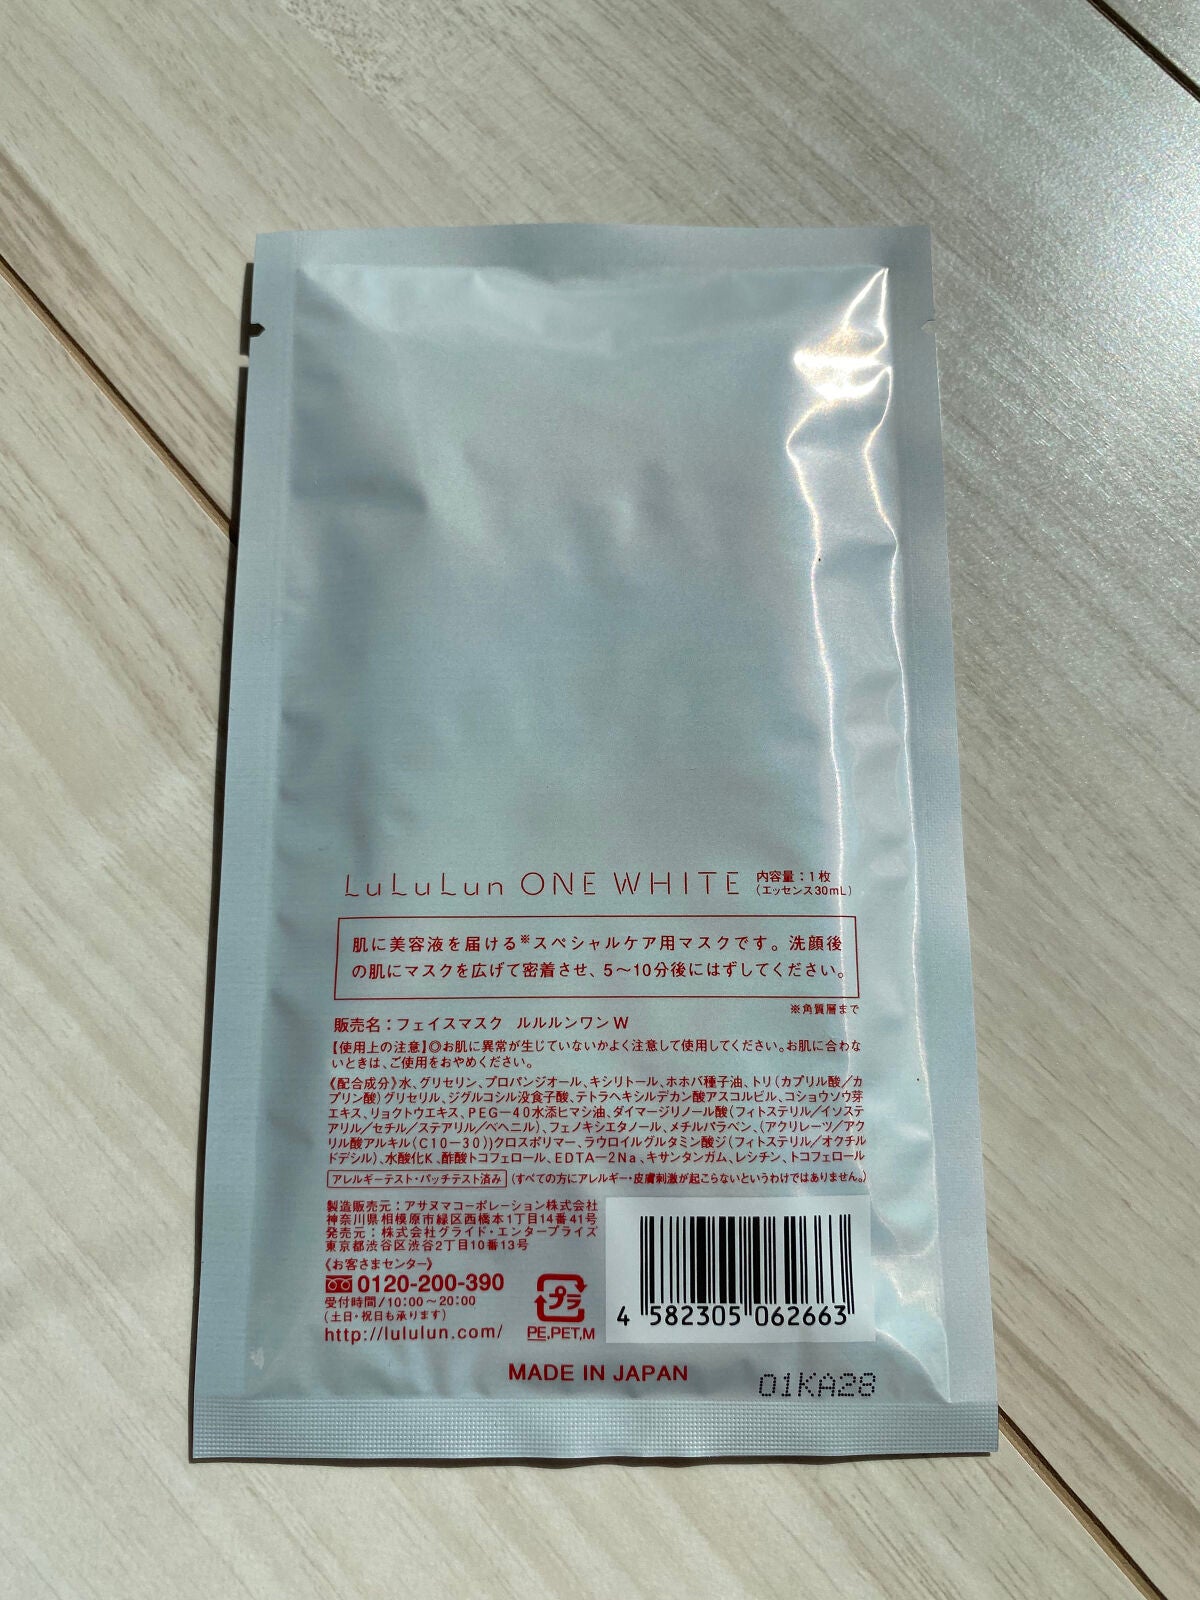 LuLuLun ONE WHITE 内容量：1枚
（エッセンス30mL）
肌に美容液を届ける※スペシャルケア用マスクです。洗顔後
の肌にマスクを広げて密着させ、5～10分後にはずしてください。
※角質層まで
販売名：フェイスマスク ルルルンワンW
【使用上の注意】◎お肌に異常が生じていないかよく注意して使用してください。お肌に合わな
いときは、ご使用をおやめください。
《配合成分》水、グリセリン、プロパンジオール、キシリトール、ホホバ種子油、トリ（カプリル酸／カ
プリン酸）グリセリル、ジグルコシル没食子酸、テトラヘキシルデカン酸アスコルビル、コショウソウ芽
エキス、リョクトウエキス、PEG－40水添ヒマシ油、ダイマージリノール酸（フィトステリル／イソステ
アリル／セチル／ステアリル／ベヘニル）、フェノキシエタノール、メチルパラベン、（アクリレーツ／アク
リル酸アルキル（C10－30））クロスポリマー、ラウロイルグルタミン酸ジ（フィトステリル／オクチル
ドデシル）、水酸化K、酢酸トコフェロール、EDTA－2Na、キサンタンガム、レシチン、トコフェロール
アレルギーテスト・パッチテスト済み（すべての方にアレルギー・皮膚刺激が起こらないというわけではありません。）
製造販売元：アサヌマコーポレーション株式会社
神奈川県相模原市緑区西橋本1丁目14番41号
発売元：株式会社グライド・エンタープライズ
東京都渋谷区渋谷2丁目10番13号
《お客さまセンター》
0120-200-390
受付時間／10：00～20：00
（土日・祝日も承ります）
http://lululun.com/
プラ
PE,PET,M
4 582305 062663
MADE IN JAPAN
01KA28